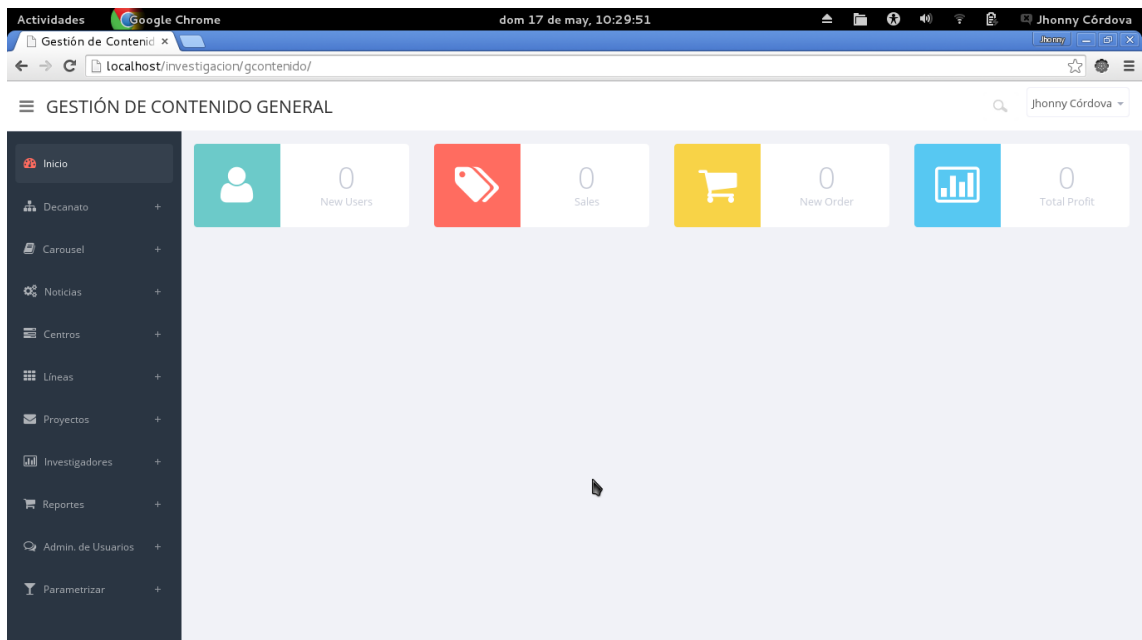 Actividades Google Chrome dom 17 de may, 10:29:51 Jhonny Córdova
Gestión de Contenid × Jhonny
localhost/investigacion/gcontenido/
GESTIÓN DE CONTENIDO GENERAL Jhonny Córdova
Inicio
Decanato +
Carousel +
Noticias +
Centros +
Líneas +
Proyectos +
Investigadores +
Reportes +
Admin. de Usuarios +
Parametrizar +
0
New Users
0
Sales
0
New Order
0
Total Profit